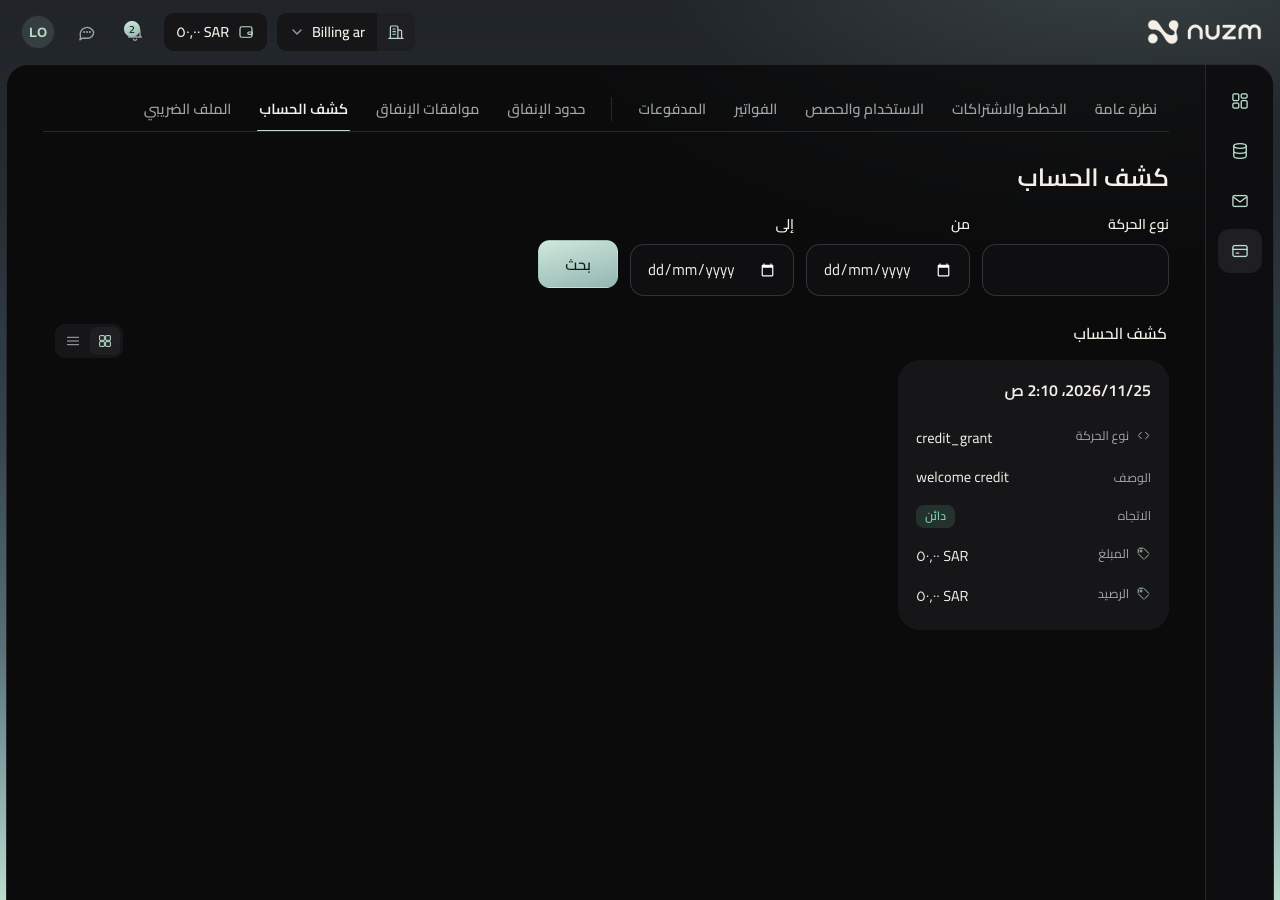 nuzm
Billing ar
٥٠,٠٠ SAR
2
LO
نظرة عامة
الخطط والاشتراكات
الاستخدام والحصص
الفواتير
المدفوعات
حدود الإنفاق
موافقات الإنفاق
كشف الحساب
الملف الضريبي
كشف الحساب
نوع الحركة
من
إلى
dd/mm/yyyy
dd/mm/yyyy
بحث
كشف الحساب
2026/11/25، 2:10 ص
نوع الحركة
credit_grant
الوصف
welcome credit
الاتجاه
دائن
المبلغ
٥٠,٠٠ SAR
الرصيد
٥٠,٠٠ SAR